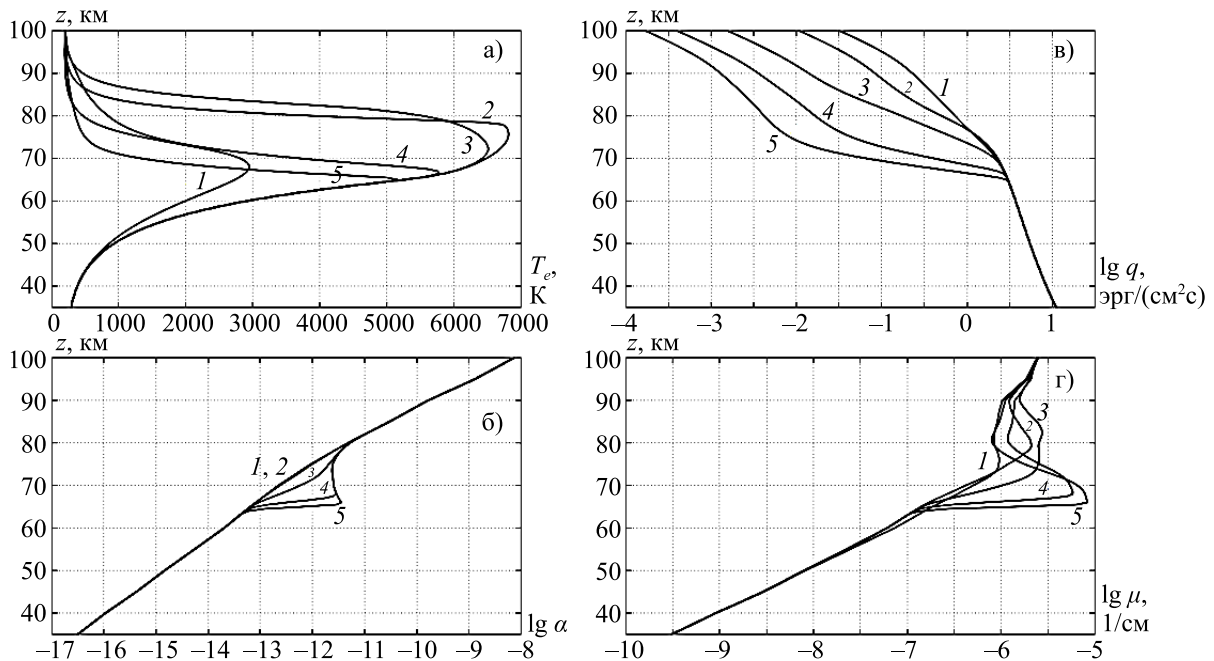 z, км
а)
100
90
80
70
60
50
40
2
3
4
5
1
T_e,
К
0 1000 2000 3000 4000 5000 6000 7000
z, км
в)
100
90
80
70
60
50
40
1
2
3
4
5
lg q,
эрг/(см²с)
–4 –3 –2 –1 0 1
z, км
б)
100
90
80
70
60
50
40
1, 2
3
4
5
lg α
–17 –16 –15 –14 –13 –12 –11 –10 –9 –8
z, км
г)
100
90
80
70
60
50
40
3
2
1
4
5
lg μ,
1/см
–10 –9 –8 –7 –6 –5